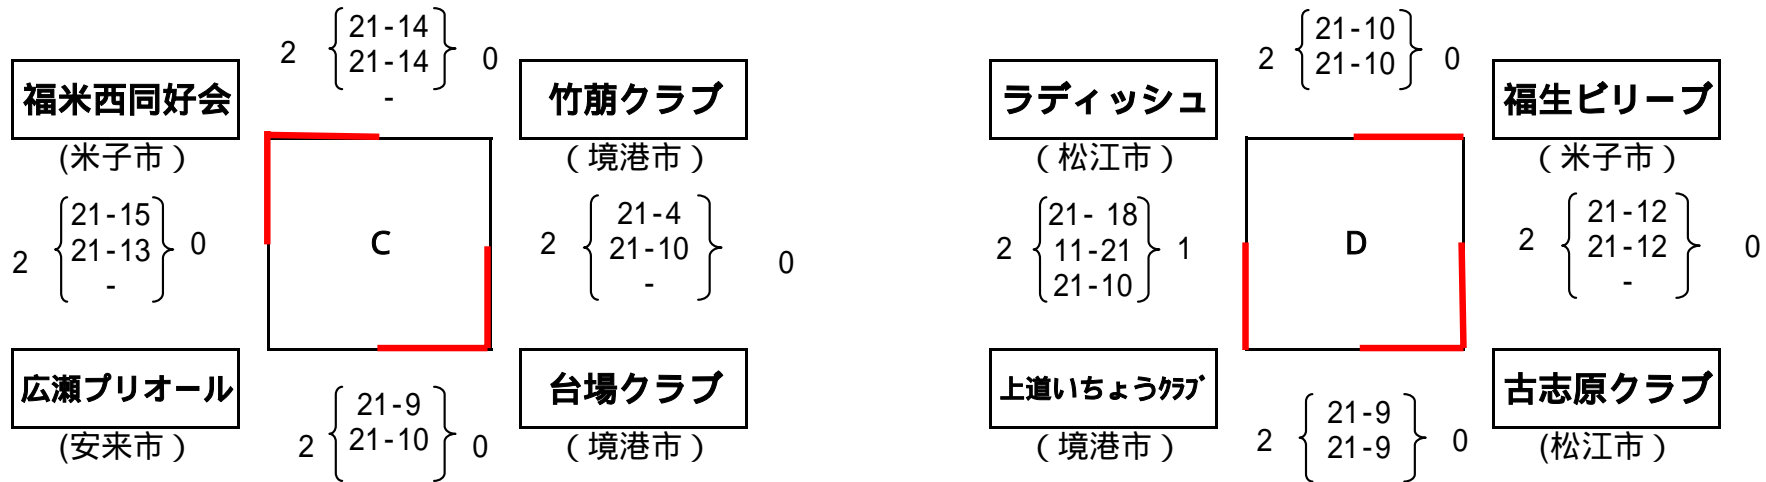 2 21-14 0
21-14
-
福米西同好会
(米子市)
竹萠クラブ
(境港市)
2 21-15 0
21-13
-
C
2 21-4 0
21-10
-
広瀬プリオール
(安来市)
台場クラブ
(境港市)
2 21-9 0
21-10
2 21-10 0
21-10
ラディッシュ
(松江市)
福生ビリーブ
(米子市)
2 21- 18 1
11-21
21-10
D
2 21-12 0
21-12
-
上道いちょうクラブ
(境港市)
古志原クラブ
(松江市)
2 21-9 0
21-9